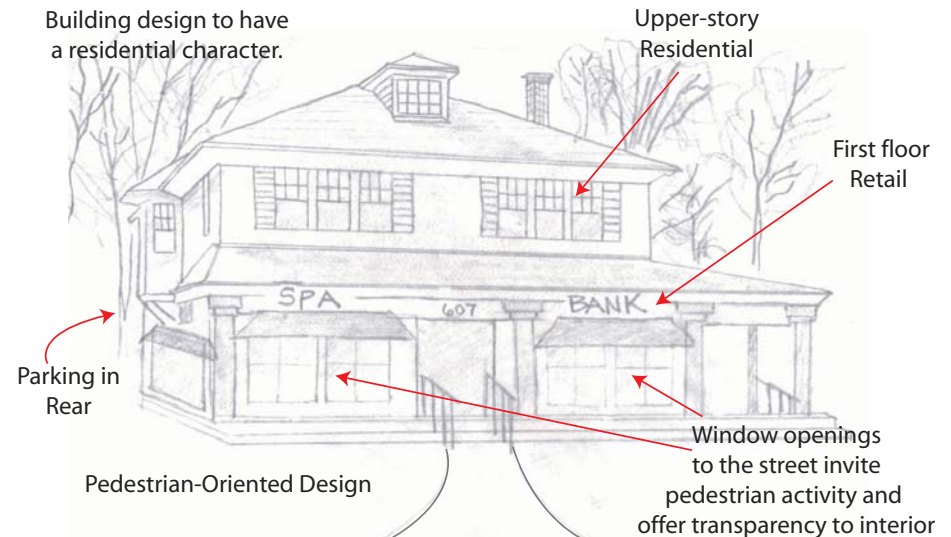 Building design to have
a residential character.
Upper-story
Residential
First floor
Retail
SPA
607
BANK
Parking in
Rear
Window openings
to the street invite
pedestrian activity and
offer transparency to interior
Pedestrian-Oriented Design